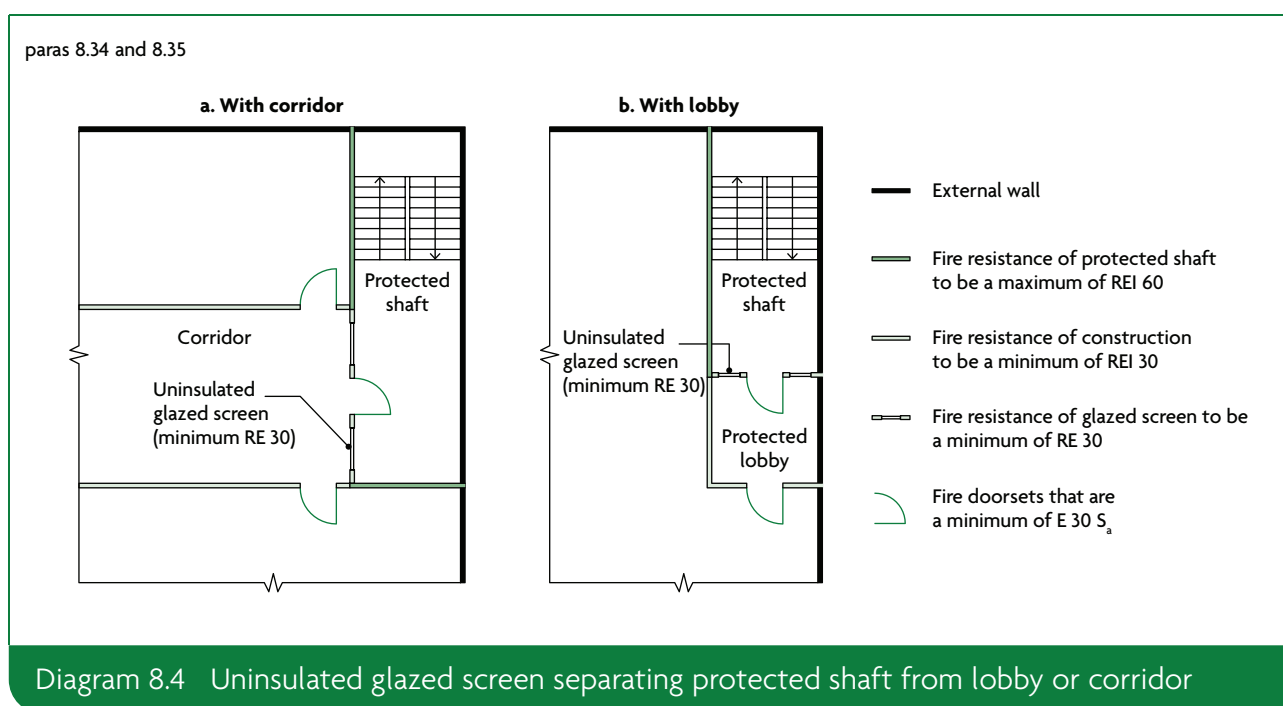 paras 8.34 and 8.35
a. With corridor
Protected
shaft
Corridor
Uninsulated
glazed screen
(minimum RE 30)
b. With lobby
Protected
shaft
Uninsulated
glazed screen
(minimum RE 30)
Protected
lobby
External wall
Fire resistance of protected shaft
to be a maximum of REI 60
Fire resistance of construction
to be a minimum of REI 30
Fire resistance of glazed screen to be
a minimum of RE 30
Fire doorsets that are
a minimum of E 30 Sa
Diagram 8.4 Uninsulated glazed screen separating protected shaft from lobby or corridor